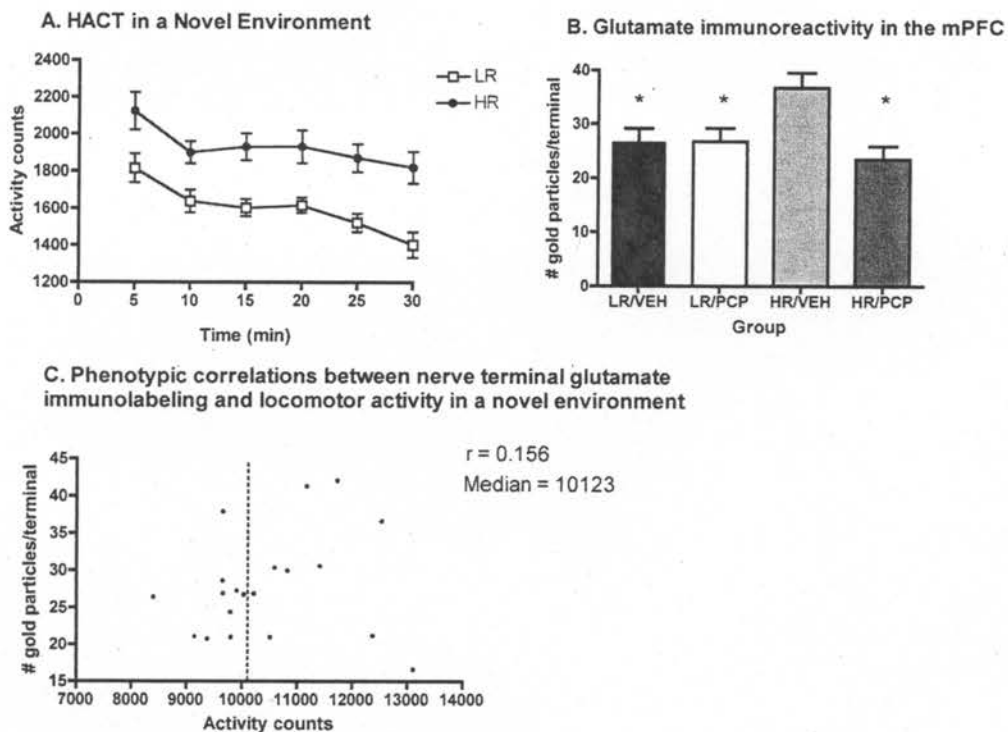 A. HACT in a Novel Environment
2400
2200
2000
1800
1600
1400
1200
Activity counts
0 5 10 15 20 25 30
Time (min)
LR
HR
B. Glutamate immunoreactivity in the mPFC
40
30
20
10
0
# gold particles/terminal
* * *
LR/VEH LR/PCP HR/VEH HR/PCP
Group
C. Phenotypic correlations between nerve terminal glutamate
immunolabeling and locomotor activity in a novel environment
45
40
35
30
25
20
15
# gold particles/terminal
7000 8000 9000 10000 11000 12000 13000 14000
Activity counts
r = 0.156
Median = 10123